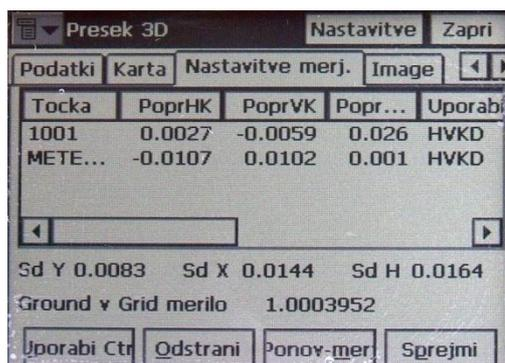 Presek 3D Nastavitve Zapri
Podatki Karta Nastavitve merj. Image
Tocka PoprHK PoprVK Popr... Uporabi
1001 0.0027 -0.0059 0.026 HVKD
METE... -0.0107 0.0102 0.001 HVKD
Sd Y 0.0083 Sd X 0.0144 Sd H 0.0164
Ground v Grid merilo 1.0003952
Uporabi Ctr Odstrani Ponov-merj Sprejmi